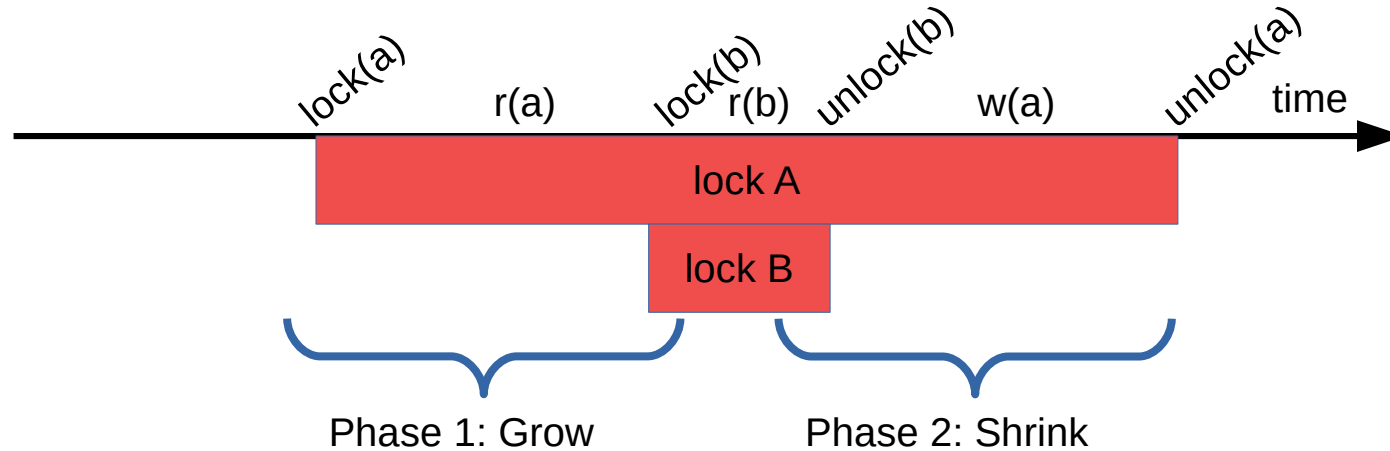 lock(a)
r(a)
lock(b)
r(b)
unlock(b)
w(a)
unlock(a)
time
lock A
lock B
Phase 1: Grow
Phase 2: Shrink